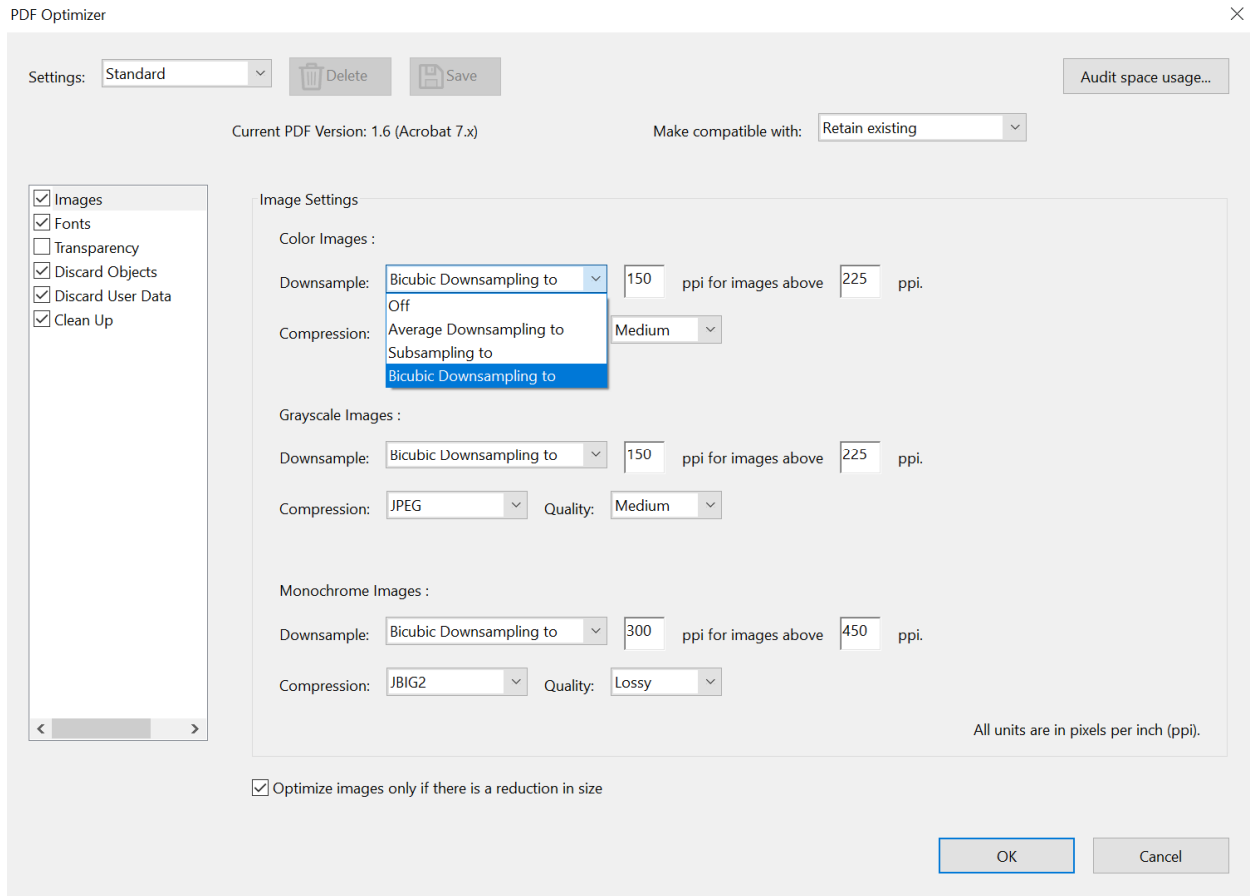 PDF Optimizer
Settings: Standard Delete Save Audit space usage...
Current PDF Version: 1.6 (Acrobat 7.x) Make compatible with: Retain existing
Images
Fonts
Transparency
Discard Objects
Discard User Data
Clean Up
Image Settings
Color Images :
Downsample: Bicubic Downsampling to 150 ppi for images above 225 ppi.
Off
Average Downsampling to
Subsampling to
Bicubic Downsampling to
Compression: Medium
Grayscale Images :
Downsample: Bicubic Downsampling to 150 ppi for images above 225 ppi.
Compression: JPEG Quality: Medium
Monochrome Images :
Downsample: Bicubic Downsampling to 300 ppi for images above 450 ppi.
Compression: JBIG2 Quality: Lossy
All units are in pixels per inch (ppi).
Optimize images only if there is a reduction in size
OK Cancel